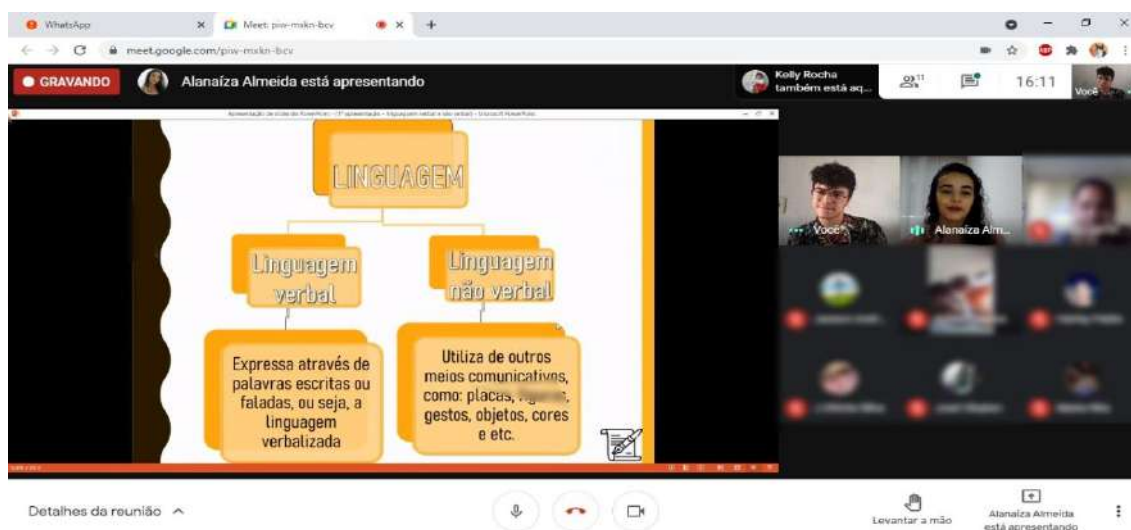 WhatsApp
Meet: piw-mxkn-bcv
meet.google.com/piw-mxkn-bcv
GRAVANDO
Alanaíza Almeida está apresentando
Kelly Rocha
também está aq...
11
16:11
Você
LINGUAGEM
Linguagem
verbal
Linguagem
não verbal
Expressa através de
palavras escritas ou
faladas, ou seja, a
linguagem
verbalizada
Utiliza de outros
meios comunicativos,
como: placas,
gestos, objetos, cores
e etc.
Você
Alanaíza Alm...
Detalhes da reunião
Levantar a mão
Alanaíza Almeida
está apresentando